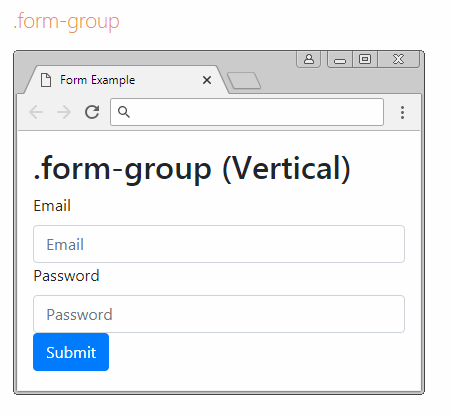 .form-group
Form Example
.form-group (Vertical)
Email
Email
Password
Password
Submit